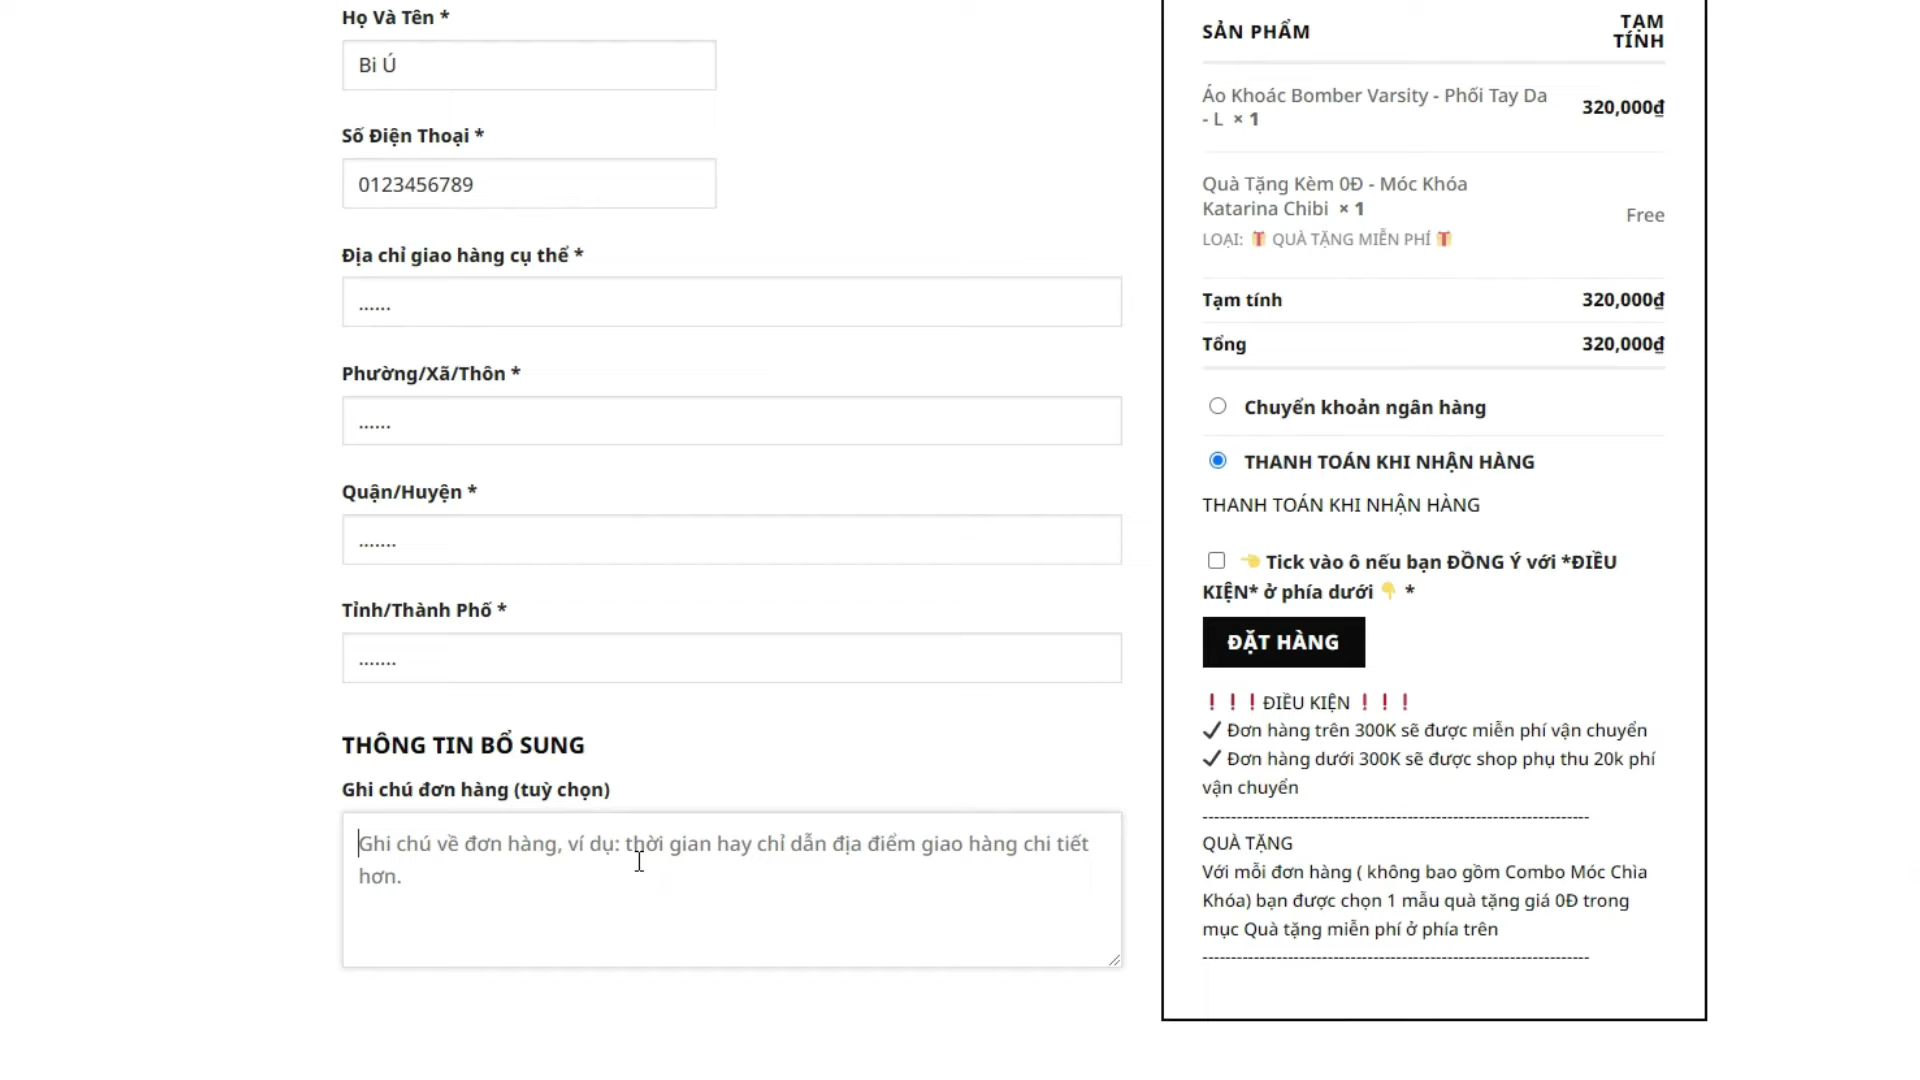 Họ Và Tên *
Bi Ú
Số Điện Thoại *
0123456789
Địa chỉ giao hàng cụ thể *
......
Phường/Xã/Thôn *
......
Quận/Huyện *
.......
Tỉnh/Thành Phố *
.......
THÔNG TIN BỔ SUNG
Ghi chú đơn hàng (tuỳ chọn)
Ghi chú về đơn hàng, ví dụ: thời gian hay chỉ dẫn địa điểm giao hàng chi tiết
hơn.
SẢN PHẨM
TẠM
TÍNH
Áo Khoác Bomber Varsity - Phối Tay Da
- L × 1
320,000₫
Quà Tặng Kèm 0Đ - Móc Khóa
Katarina Chibi × 1
Free
LOẠI: 🎁 QUÀ TẶNG MIỄN PHÍ 🎁
Tạm tính 320,000₫
Tổng 320,000₫
Chuyển khoản ngân hàng
THANH TOÁN KHI NHẬN HÀNG
THANH TOÁN KHI NHẬN HÀNG
👈 Tick vào ô nếu bạn ĐỒNG Ý với *ĐIỀU
KIỆN* ở phía dưới 👇 *
ĐẶT HÀNG
❗❗❗ĐIỀU KIỆN ❗❗❗
✔ Đơn hàng trên 300K sẽ được miễn phí vận chuyển
✔ Đơn hàng dưới 300K sẽ được shop phụ thu 20k phí
vận chuyển
---------------------------------------------------------------------
QUÀ TẶNG
Với mỗi đơn hàng ( không bao gồm Combo Móc Chìa
Khóa) bạn được chọn 1 mẫu quà tặng giá 0Đ trong
mục Quà tặng miễn phí ở phía trên
---------------------------------------------------------------------